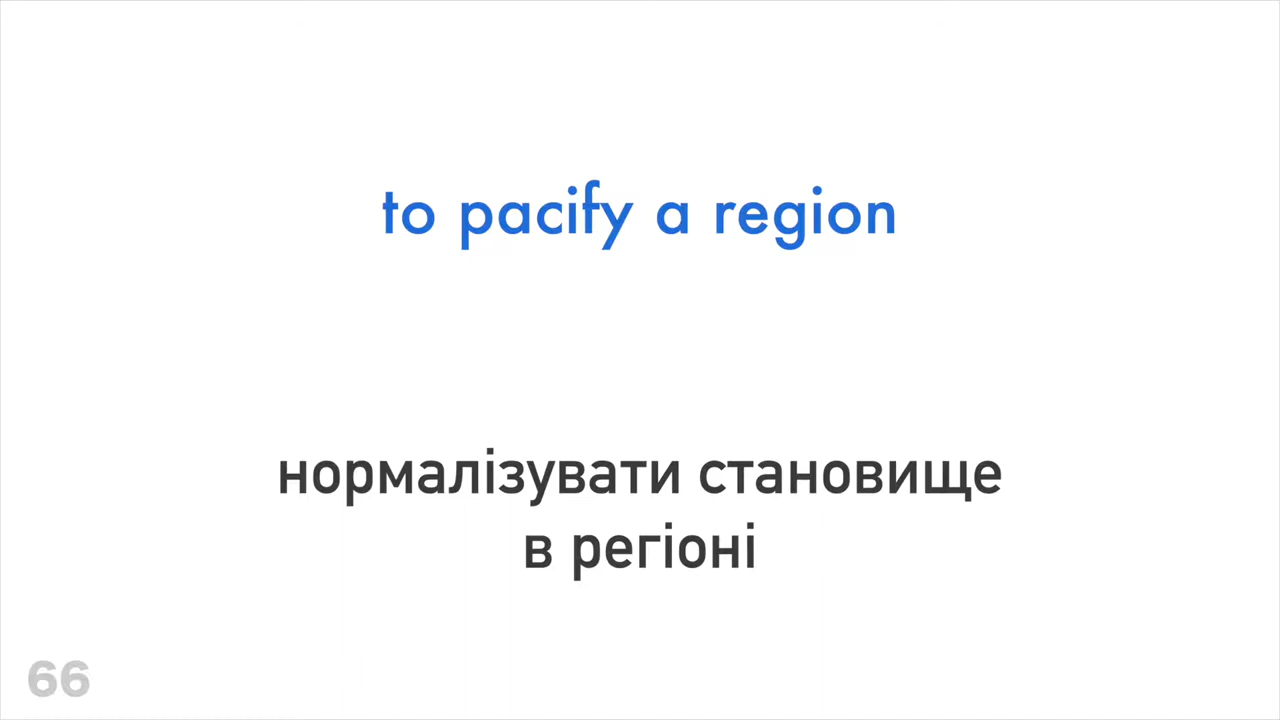 to pacify a region
нормалізувати становище
в регіоні
66